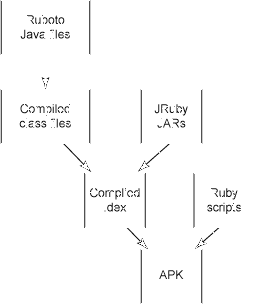 Ruboto
Java files
Compiled
class files
JRuby
JARs
Compiled
.dex
Ruby
scripts
APK